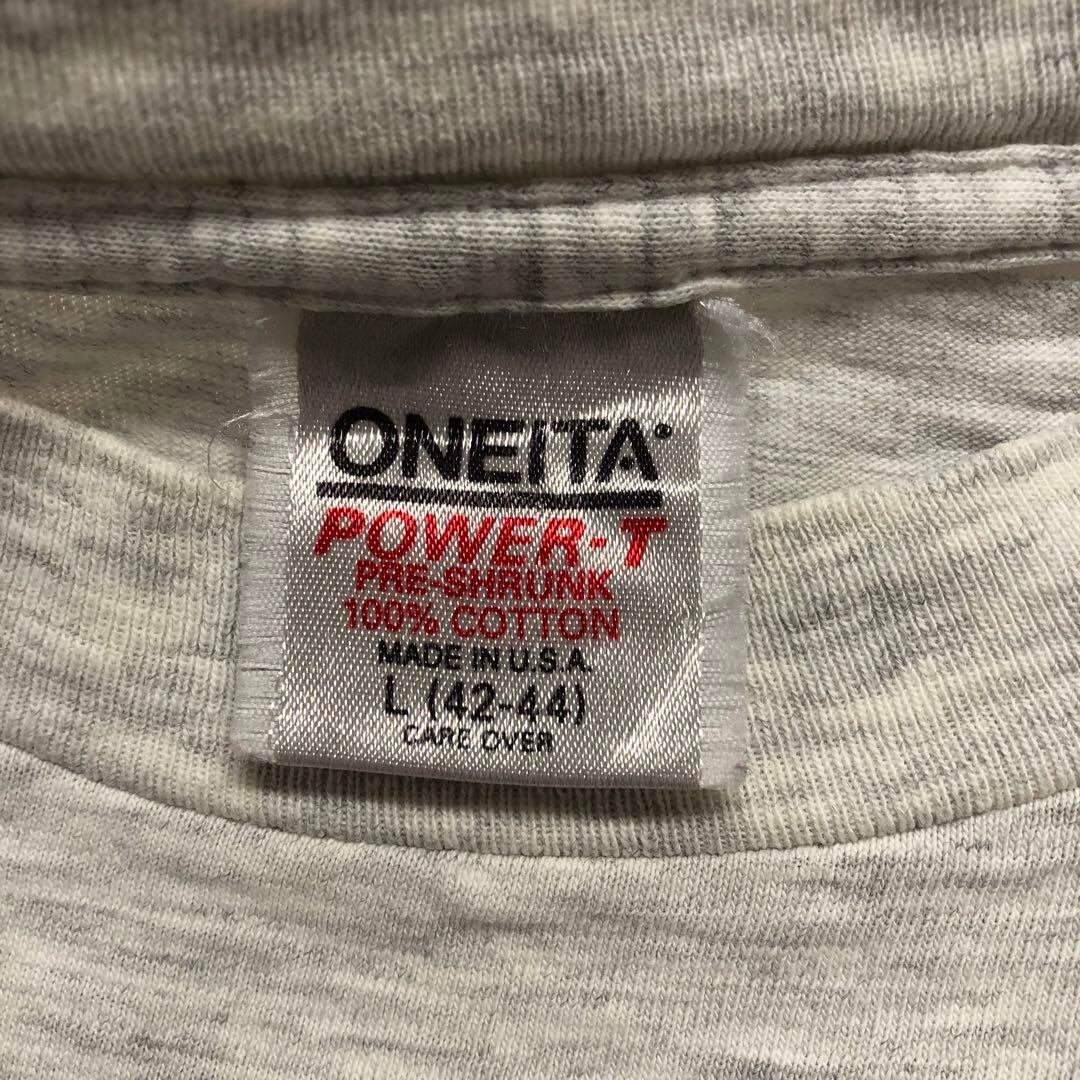 ONEITA®
POWER-T
PRE-SHRUNK
100% COTTON
MADE IN U.S.A.
L (42-44)
CARE OVER